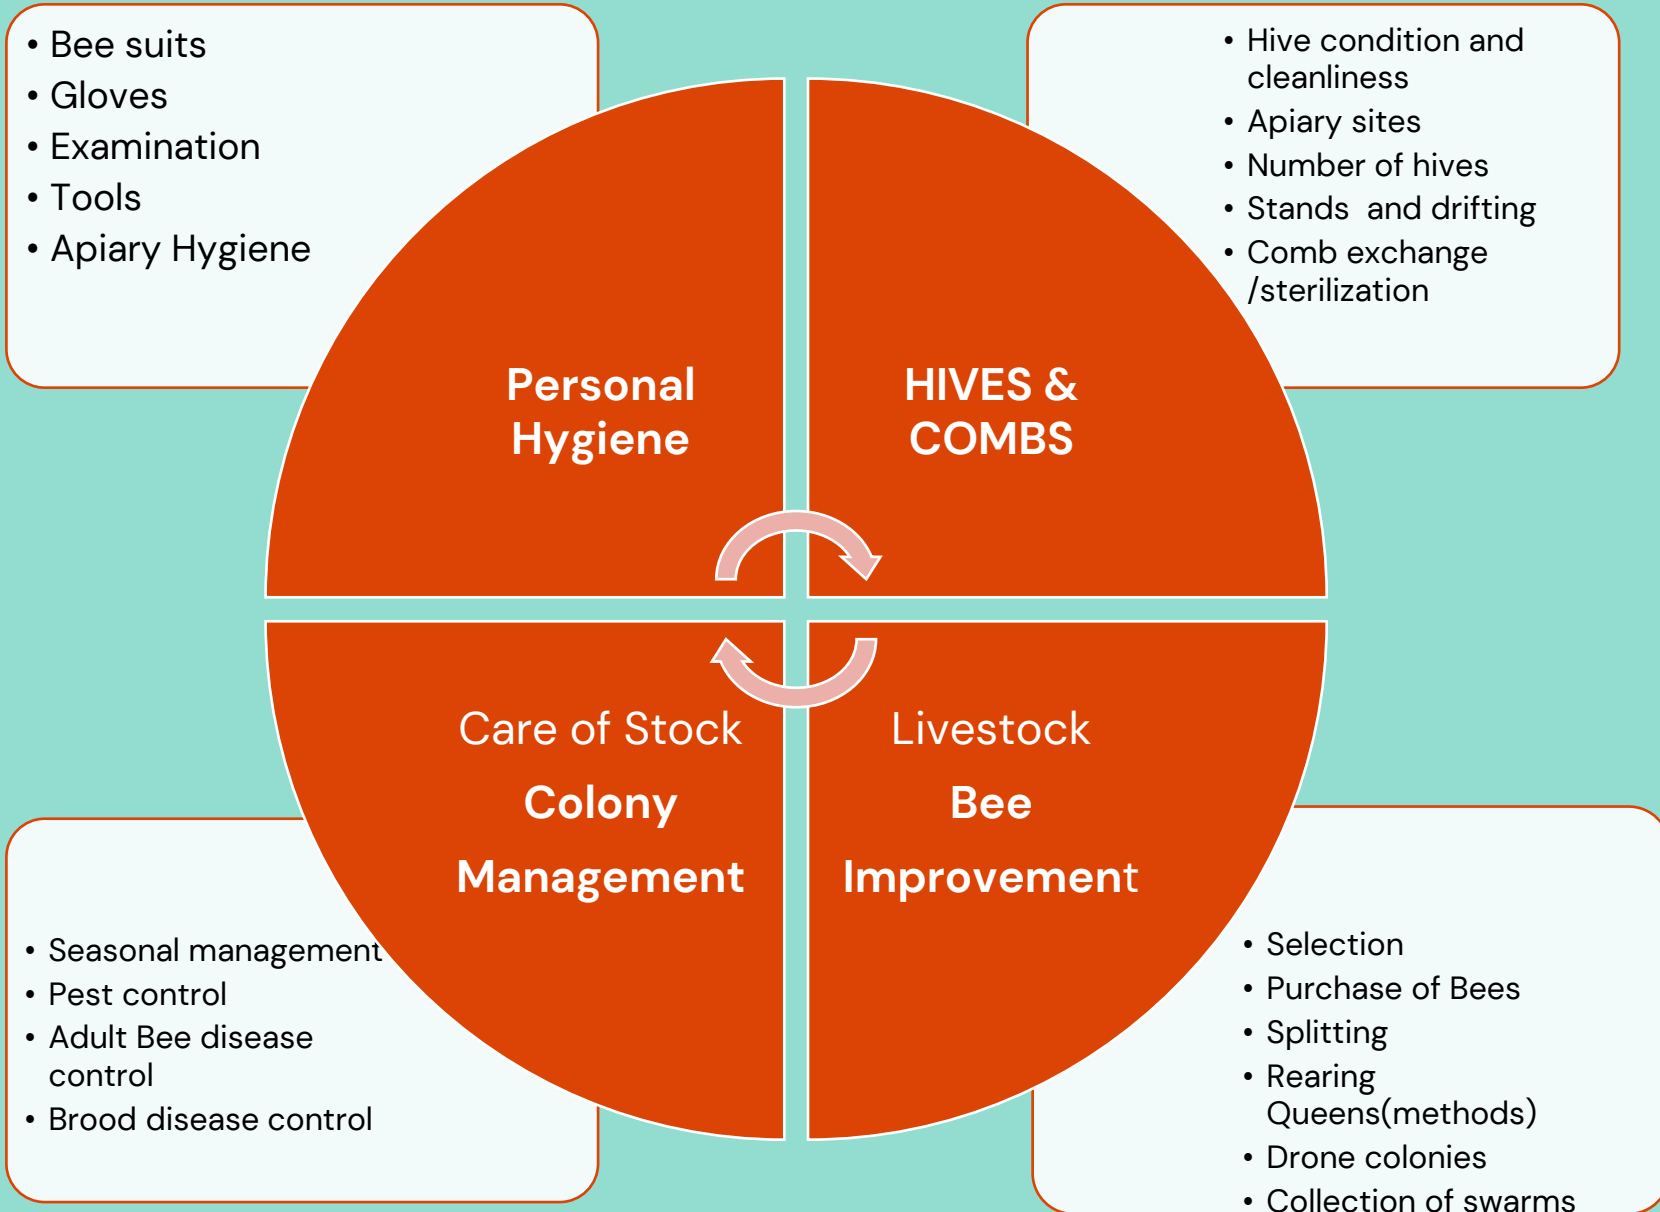 • Bee suits
• Gloves
• Examination
• Tools
• Apiary Hygiene
• Hive condition and
cleanliness
• Apiary sites
• Number of hives
• Stands  and drifting
• Comb exchange
/sterilization
Personal
Hygiene
HIVES &
COMBS
Care of Stock
Colony
Management
Livestock
Bee
Improvement
• Seasonal management
• Pest control
• Adult Bee disease
control
• Brood disease control
• Selection
• Purchase of Bees
• Splitting
• Rearing
Queens(methods)
• Drone colonies
• Collection of swarms